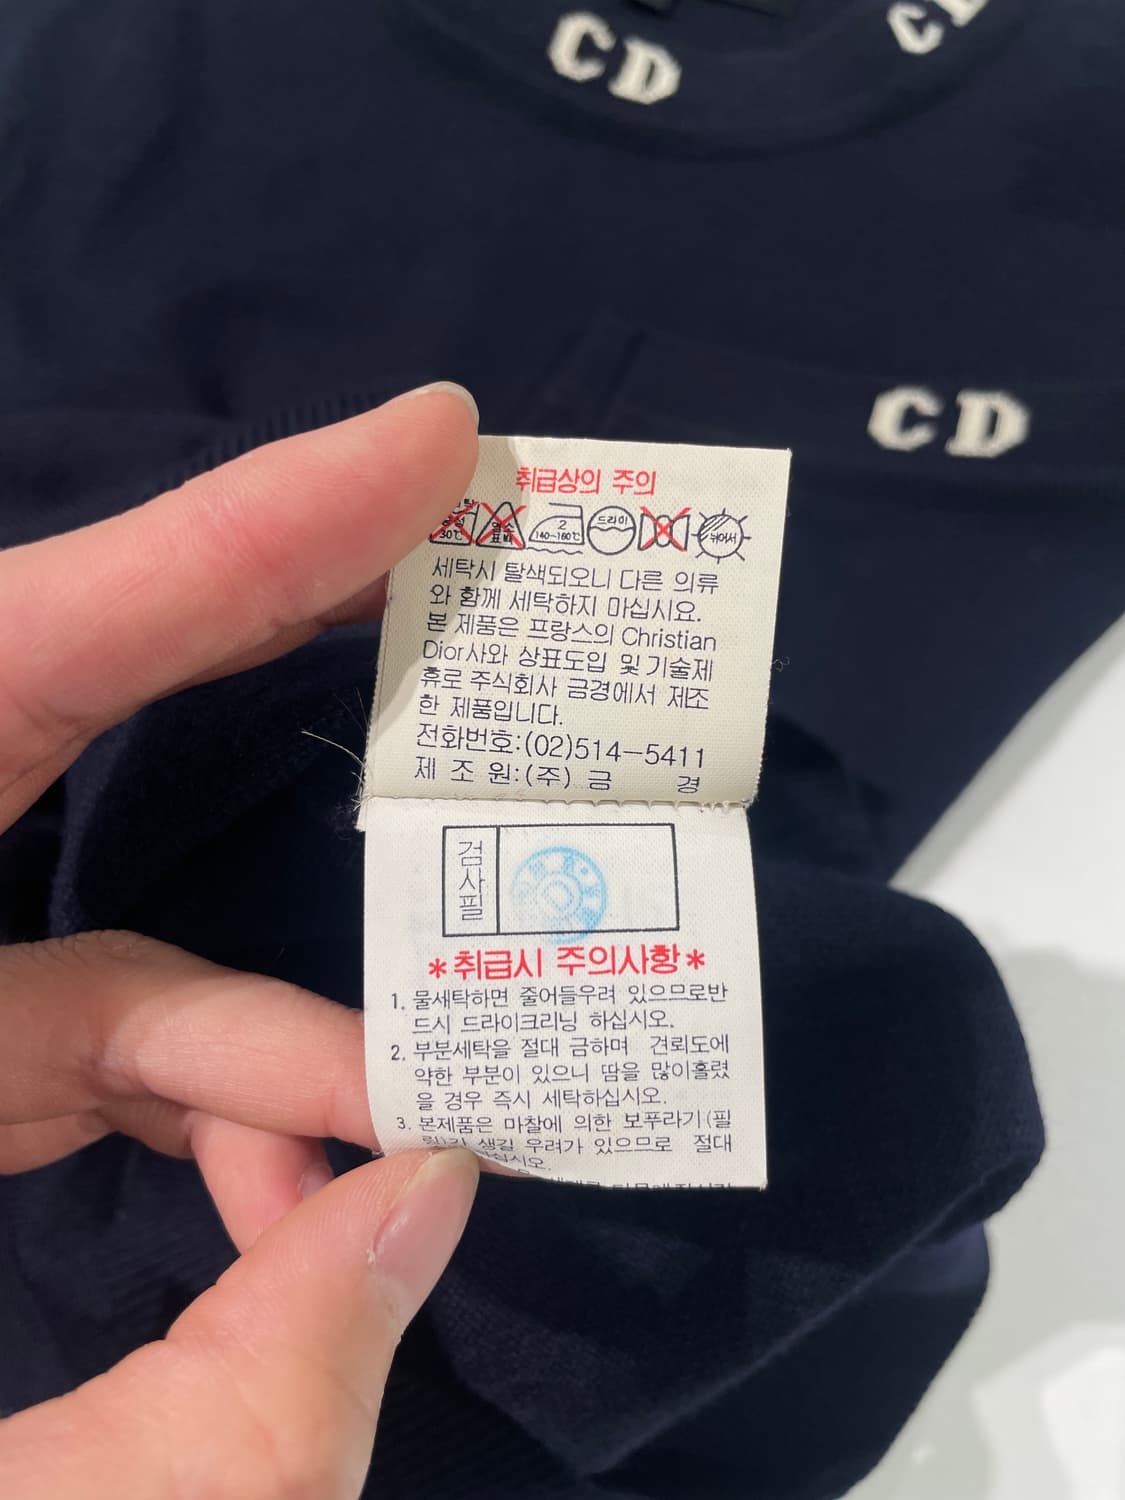 CD
CD
취급상의 주의
30℃
염소
표백
2
140~160℃
드라이
뉘어서
세탁시 탈색되오니 다른 의류
와 함께 세탁하지 마십시요.
본 제품은 프랑스의 Christian
Dior사와 상표도입 및 기술제
휴로 주식회사 금경에서 제조
한 제품입니다.
전화번호:(02)514-5411
제 조 원:(주) 금 경
검사필
*취급시 주의사항*
1. 물세탁하면 줄어들우려 있으므로반
드시 드라이크리닝 하십시오.
2. 부분세탁을 절대 금하며 견뢰도에
약한 부분이 있으니 땀을 많이흘렸
을 경우 즉시 세탁하십시오.
3. 본제품은 마찰에 의한 보푸라기(필
링)가 생길 우려가 있으므로 절대
CD